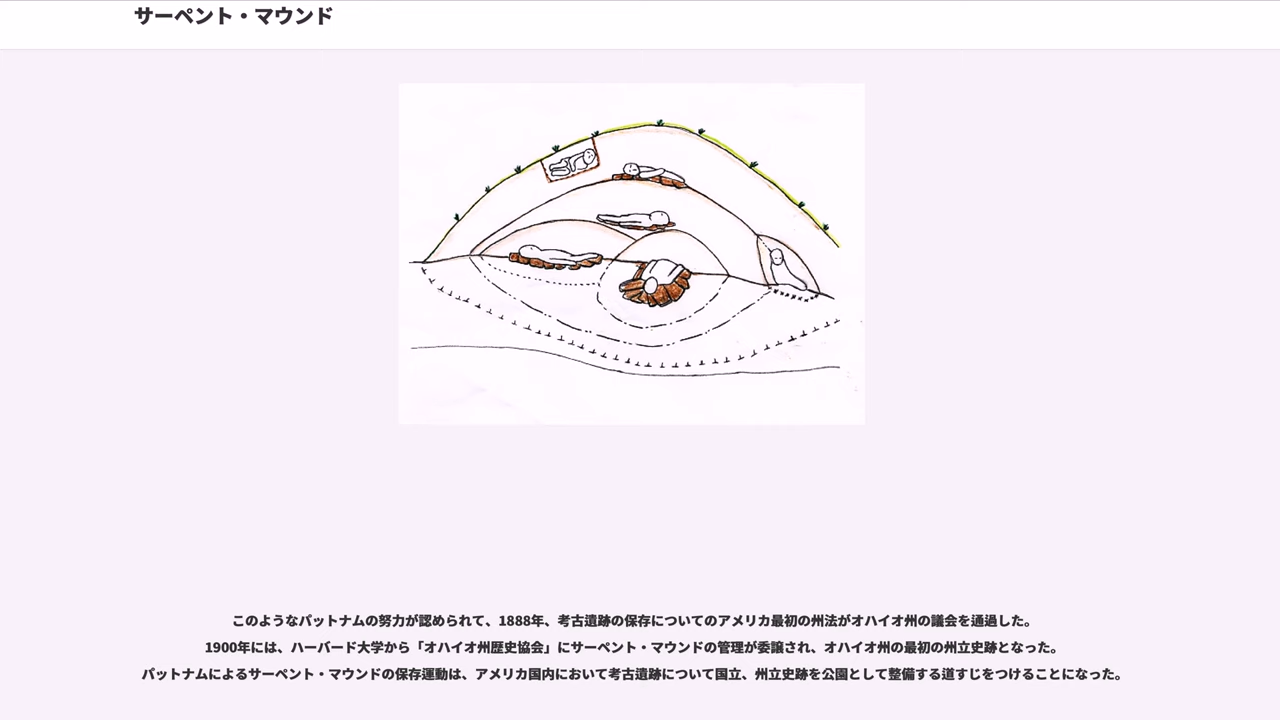 サーペント・マウンド
このようなパットナムの努力が認められて、1888年、考古遺跡の保存についてのアメリカ最初の州法がオハイオ州の議会を通過した。
1900年には、ハーバード大学から「オハイオ州歴史協会」にサーペント・マウンドの管理が委譲され、オハイオ州の最初の州立史跡となった。
パットナムによるサーペント・マウンドの保存運動は、アメリカ国内において考古遺跡について国立、州立史跡を公園として整備する道すじをつけることになった。